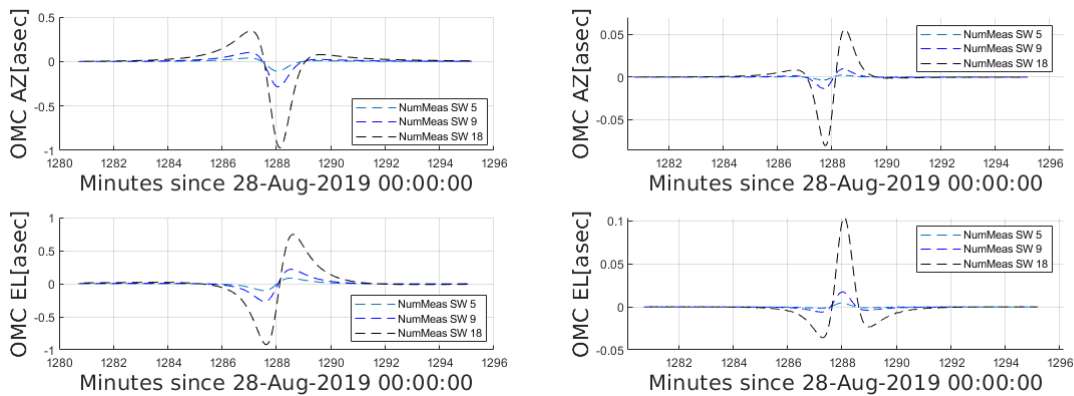 OMC AZ[asec]
0.5
0
-0.5
-1
NumMeas SW 5
NumMeas SW 9
NumMeas SW 18
1280 1282 1284 1286 1288 1290 1292 1294 1296
Minutes since 28-Aug-2019 00:00:00
OMC AZ[asec]
0.05
0
-0.05
NumMeas SW 5
NumMeas SW 9
NumMeas SW 18
1282 1284 1286 1288 1290 1292 1294 1296
Minutes since 28-Aug-2019 00:00:00
OMC EL[asec]
1
0.5
0
-0.5
-1
NumMeas SW 5
NumMeas SW 9
NumMeas SW 18
1280 1282 1284 1286 1288 1290 1292 1294 1296
Minutes since 28-Aug-2019 00:00:00
OMC EL[asec]
0.1
0.05
0
-0.05
NumMeas SW 5
NumMeas SW 9
NumMeas SW 18
1282 1284 1286 1288 1290 1292 1294 1296
Minutes since 28-Aug-2019 00:00:00